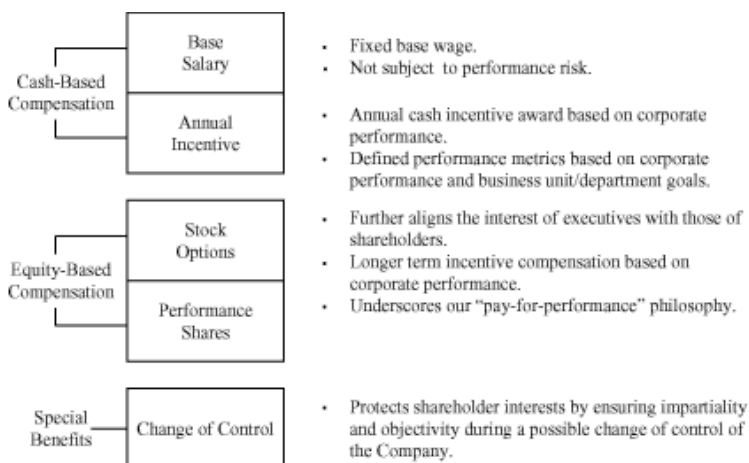 Base
Salary
Cash-Based
Compensation
Annual
Incentive
• Fixed base wage.
• Not subject to performance risk.
• Annual cash incentive award based on corporate
performance.
• Defined performance metrics based on corporate
performance and business unit/department goals.
Stock
Options
Equity-Based
Compensation
Performance
Shares
• Further aligns the interest of executives with those of
shareholders.
• Longer term incentive compensation based on
corporate performance.
• Underscores our “pay-for-performance” philosophy.
Special
Benefits
Change of Control
• Protects shareholder interests by ensuring impartiality
and objectivity during a possible change of control of
the Company.